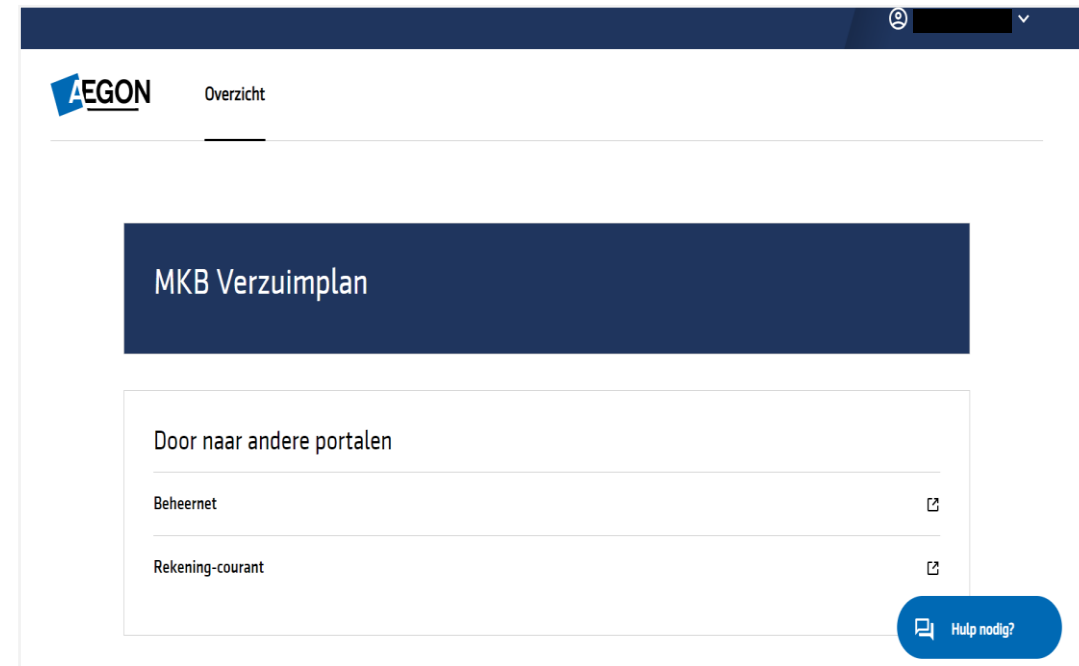 AEGON
Overzicht
MKB Verzuimplan
Door naar andere portalen
Beheernet
Rekening-courant
Hulp nodig?